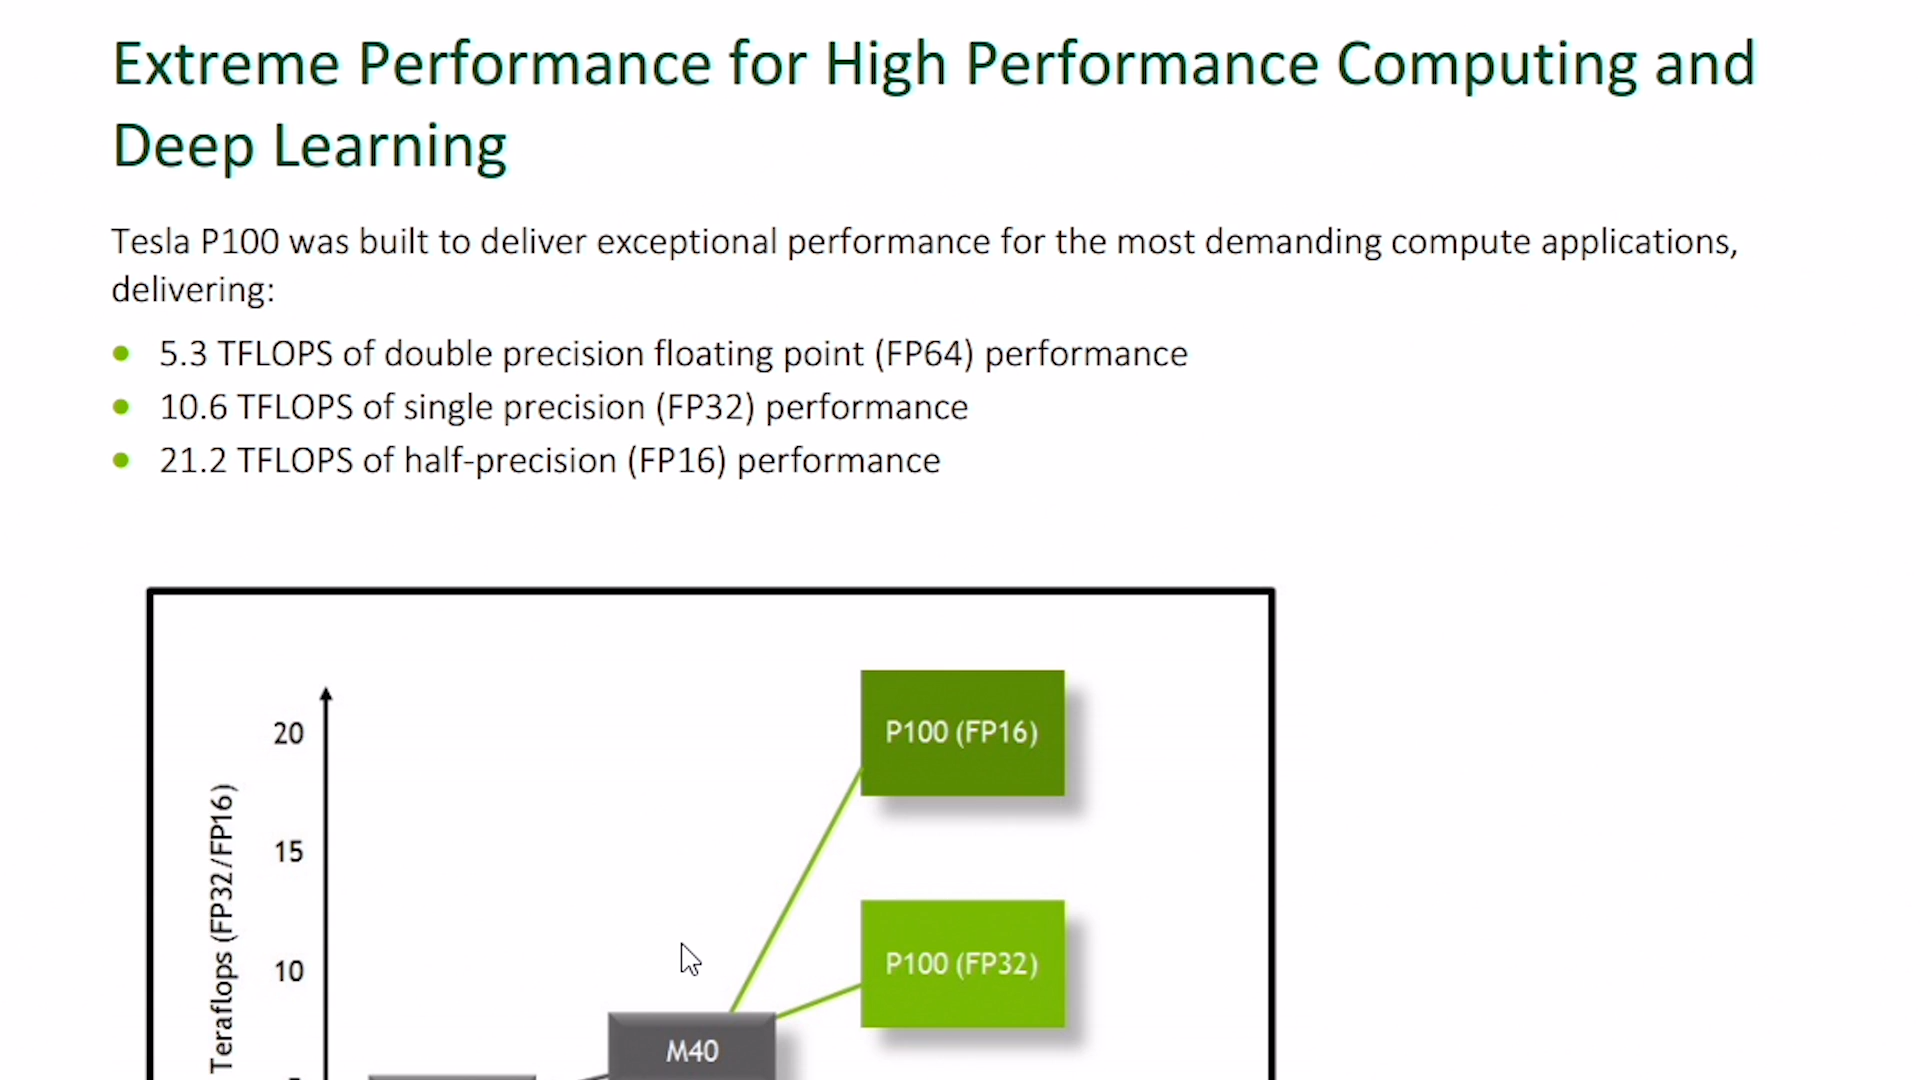 Extreme Performance for High Performance Computing and
Deep Learning
Tesla P100 was built to deliver exceptional performance for the most demanding compute applications,
delivering:
5.3 TFLOPS of double precision floating point (FP64) performance
10.6 TFLOPS of single precision (FP32) performance
21.2 TFLOPS of half-precision (FP16) performance
20
15
10
Teraflops (FP32/FP16)
P100 (FP16)
P100 (FP32)
M40